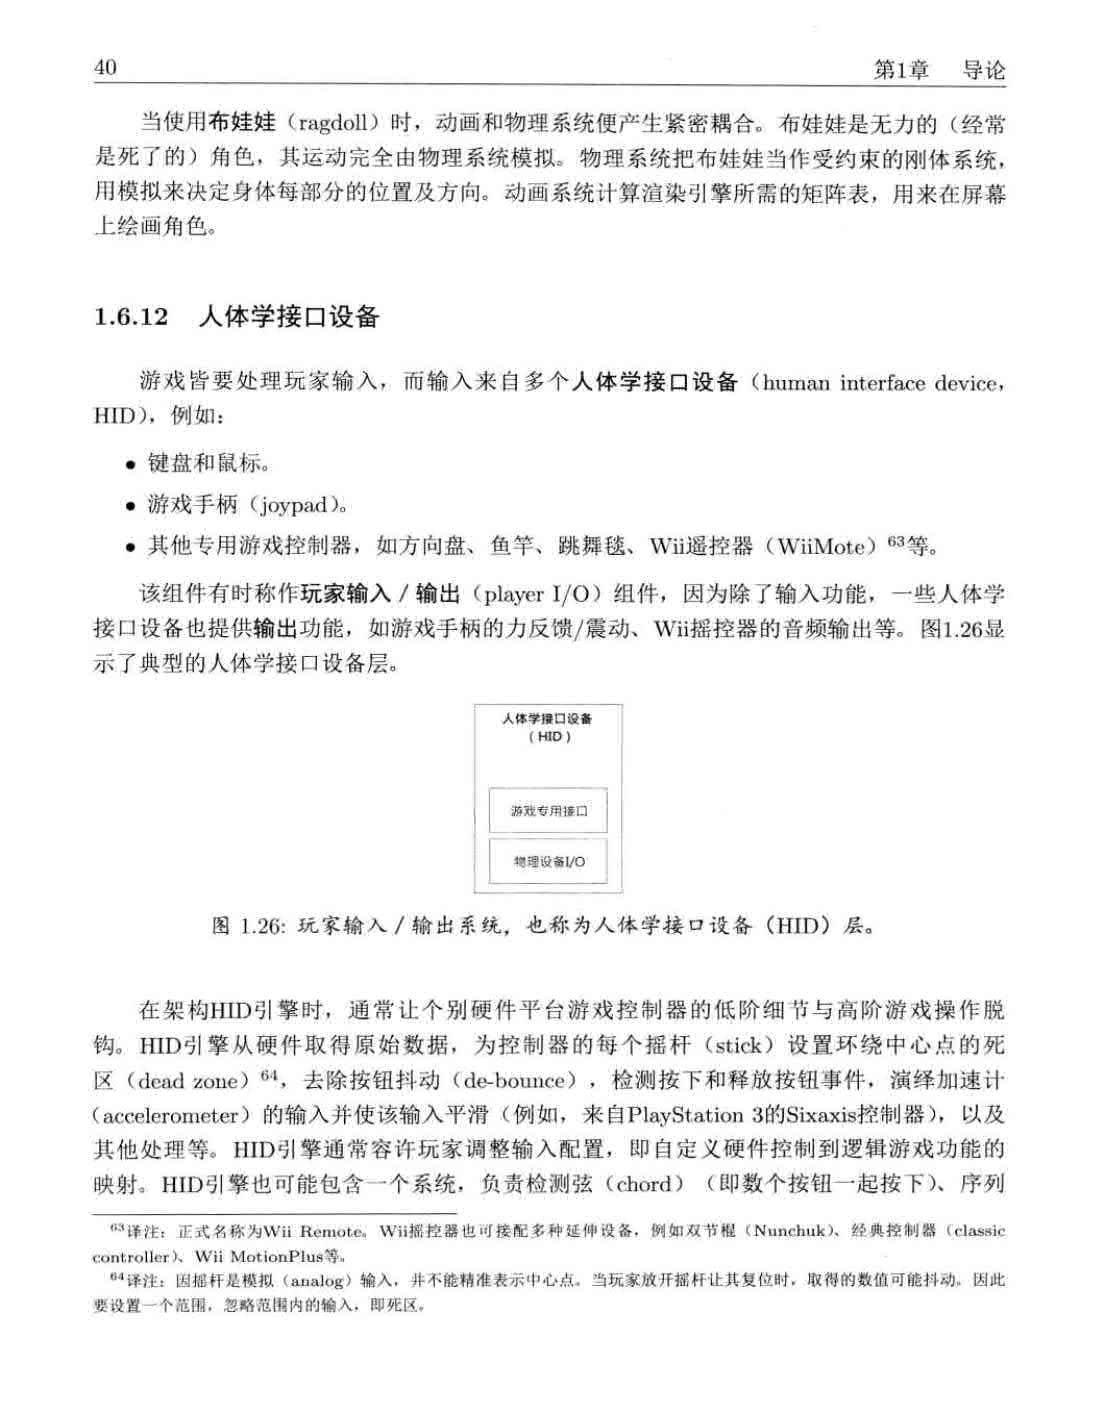 40 第1章 导论
当使用布娃娃（ragdoll）时，动画和物理系统便产生紧密耦合。布娃娃是无力的（经常
是死了的）角色，其运动完全由物理系统模拟。物理系统把布娃娃当作受约束的刚体系统，
用模拟来决定身体每部分的位置及方向。动画系统计算渲染引擎所需的矩阵表，用来在屏幕
上绘画角色。
1.6.12 人体学接口设备
游戏皆要处理玩家输入，而输入来自多个人体学接口设备（human interface device，
HID），例如：
● 键盘和鼠标。
● 游戏手柄（joypad）。
● 其他专用游戏控制器，如方向盘、鱼竿、跳舞毯、Wii遥控器（WiiMote）63等。
该组件有时称作玩家输入／输出（player I/O）组件，因为除了输入功能，一些人体学
接口设备也提供输出功能，如游戏手柄的力反馈/震动、Wii摇控器的音频输出等。图1.26显
示了典型的人体学接口设备层。
人体学接口设备
（HID）
游戏专用接口
物理设备I/O
图 1.26: 玩家输入／输出系统，也称为人体学接口设备（HID）层。
在架构HID引擎时，通常让个别硬件平台游戏控制器的低阶细节与高阶游戏操作脱
钩。HID引擎从硬件取得原始数据，为控制器的每个摇杆（stick）设置环绕中心点的死
区（dead zone）64，去除按钮抖动（de-bounce），检测按下和释放按钮事件，演绎加速计
（accelerometer）的输入并使该输入平滑（例如，来自PlayStation 3的Sixaxis控制器），以及
其他处理等。HID引擎通常容许玩家调整输入配置，即自定义硬件控制到逻辑游戏功能的
映射。HID引擎也可能包含一个系统，负责检测弦（chord）（即数个按钮一起按下）、序列
63译注：正式名称为Wii Remote。Wii摇控器也可接配多种延伸设备，例如双节棍（Nunchuk）、经典控制器（classic
controller）、Wii MotionPlus等。
64译注：因摇杆是模拟（analog）输入，并不能精准表示中心点。当玩家放开摇杆让其复位时，取得的数值可能抖动。因此
要设置一个范围，忽略范围内的输入，即死区。